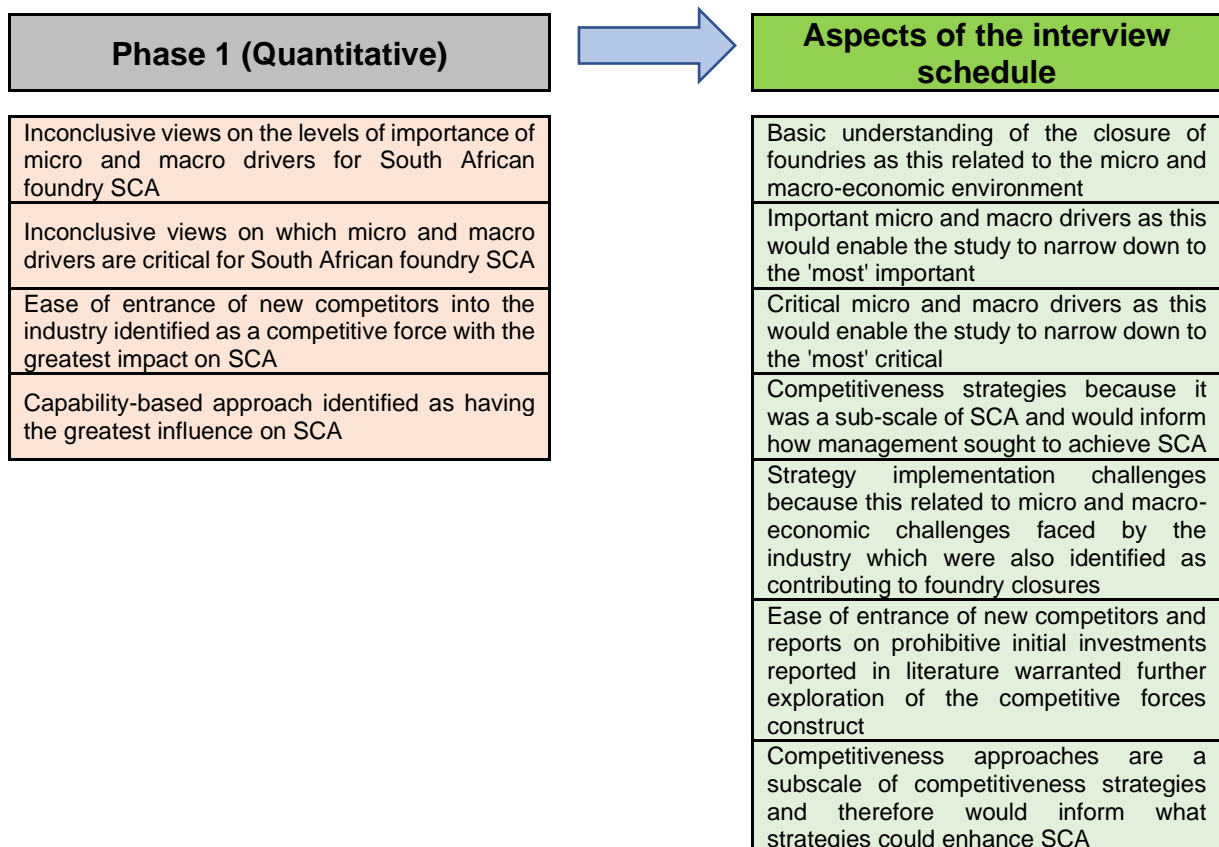 Phase 1 (Quantitative)
Inconclusive views on the levels of importance of
micro and macro drivers for South African
foundry SCA
Inconclusive views on which micro and macro
drivers are critical for South African foundry SCA
Ease of entrance of new competitors into the
industry identified as a competitive force with the
greatest impact on SCA
Capability-based approach identified as having
the greatest influence on SCA
Aspects of the interview
schedule
Basic understanding of the closure of
foundries as this related to the micro and
macro-economic environment
Important micro and macro drivers as this
would enable the study to narrow down to
the 'most' important
Critical micro and macro drivers as this
would enable the study to narrow down to
the 'most' critical
Competitiveness strategies because it
was a sub-scale of SCA and would inform
how management sought to achieve SCA
Strategy implementation challenges
because this related to micro and macro-
economic challenges faced by the
industry which were also identified as
contributing to foundry closures
Ease of entrance of new competitors and
reports on prohibitive initial investments
reported in literature warranted further
exploration of the competitive forces
construct
Competitiveness approaches are a
subscale of competitiveness strategies
and therefore would inform what
strategies could enhance SCA